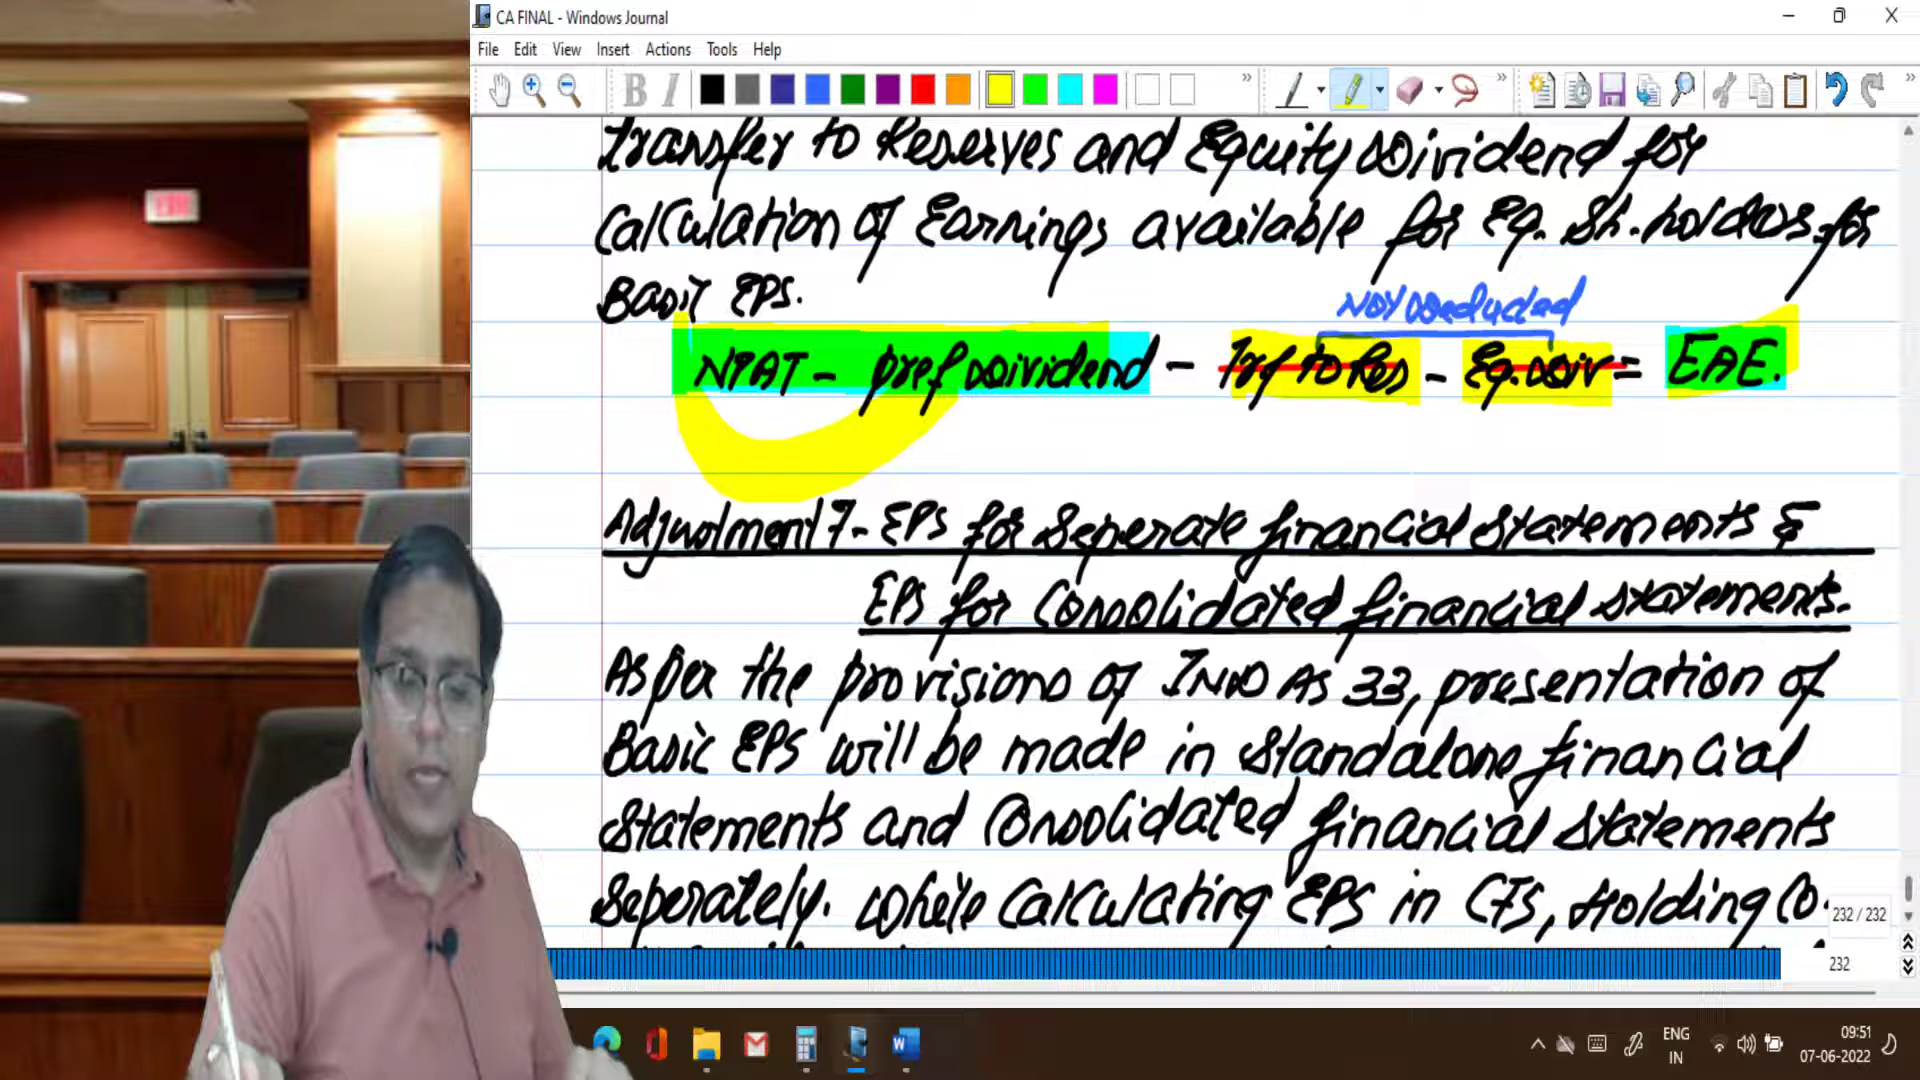 CA FINAL - Windows Journal
File Edit View Insert Actions Tools Help
Transfer to Reserves and Equity Dividend for
Calculation of Earnings available for Eq. Sh. holders for
Basic EPS.
NOT Deducted
NPAT - Pref Dividend - Trf to Res - Eq. Div = EAE.
Adjustment 7 - EPS for Seperate financial Statements &
EPS for Consolidated financial statements.
As per the provisions of IND AS 33, presentation of
Basic EPS will be made in Standalone financial
Statements and Consolidated financial Statements
Seperately. While Calculating EPS in CFS, Holding Co.
232 / 232
232
ENG
IN
09:51
07-06-2022